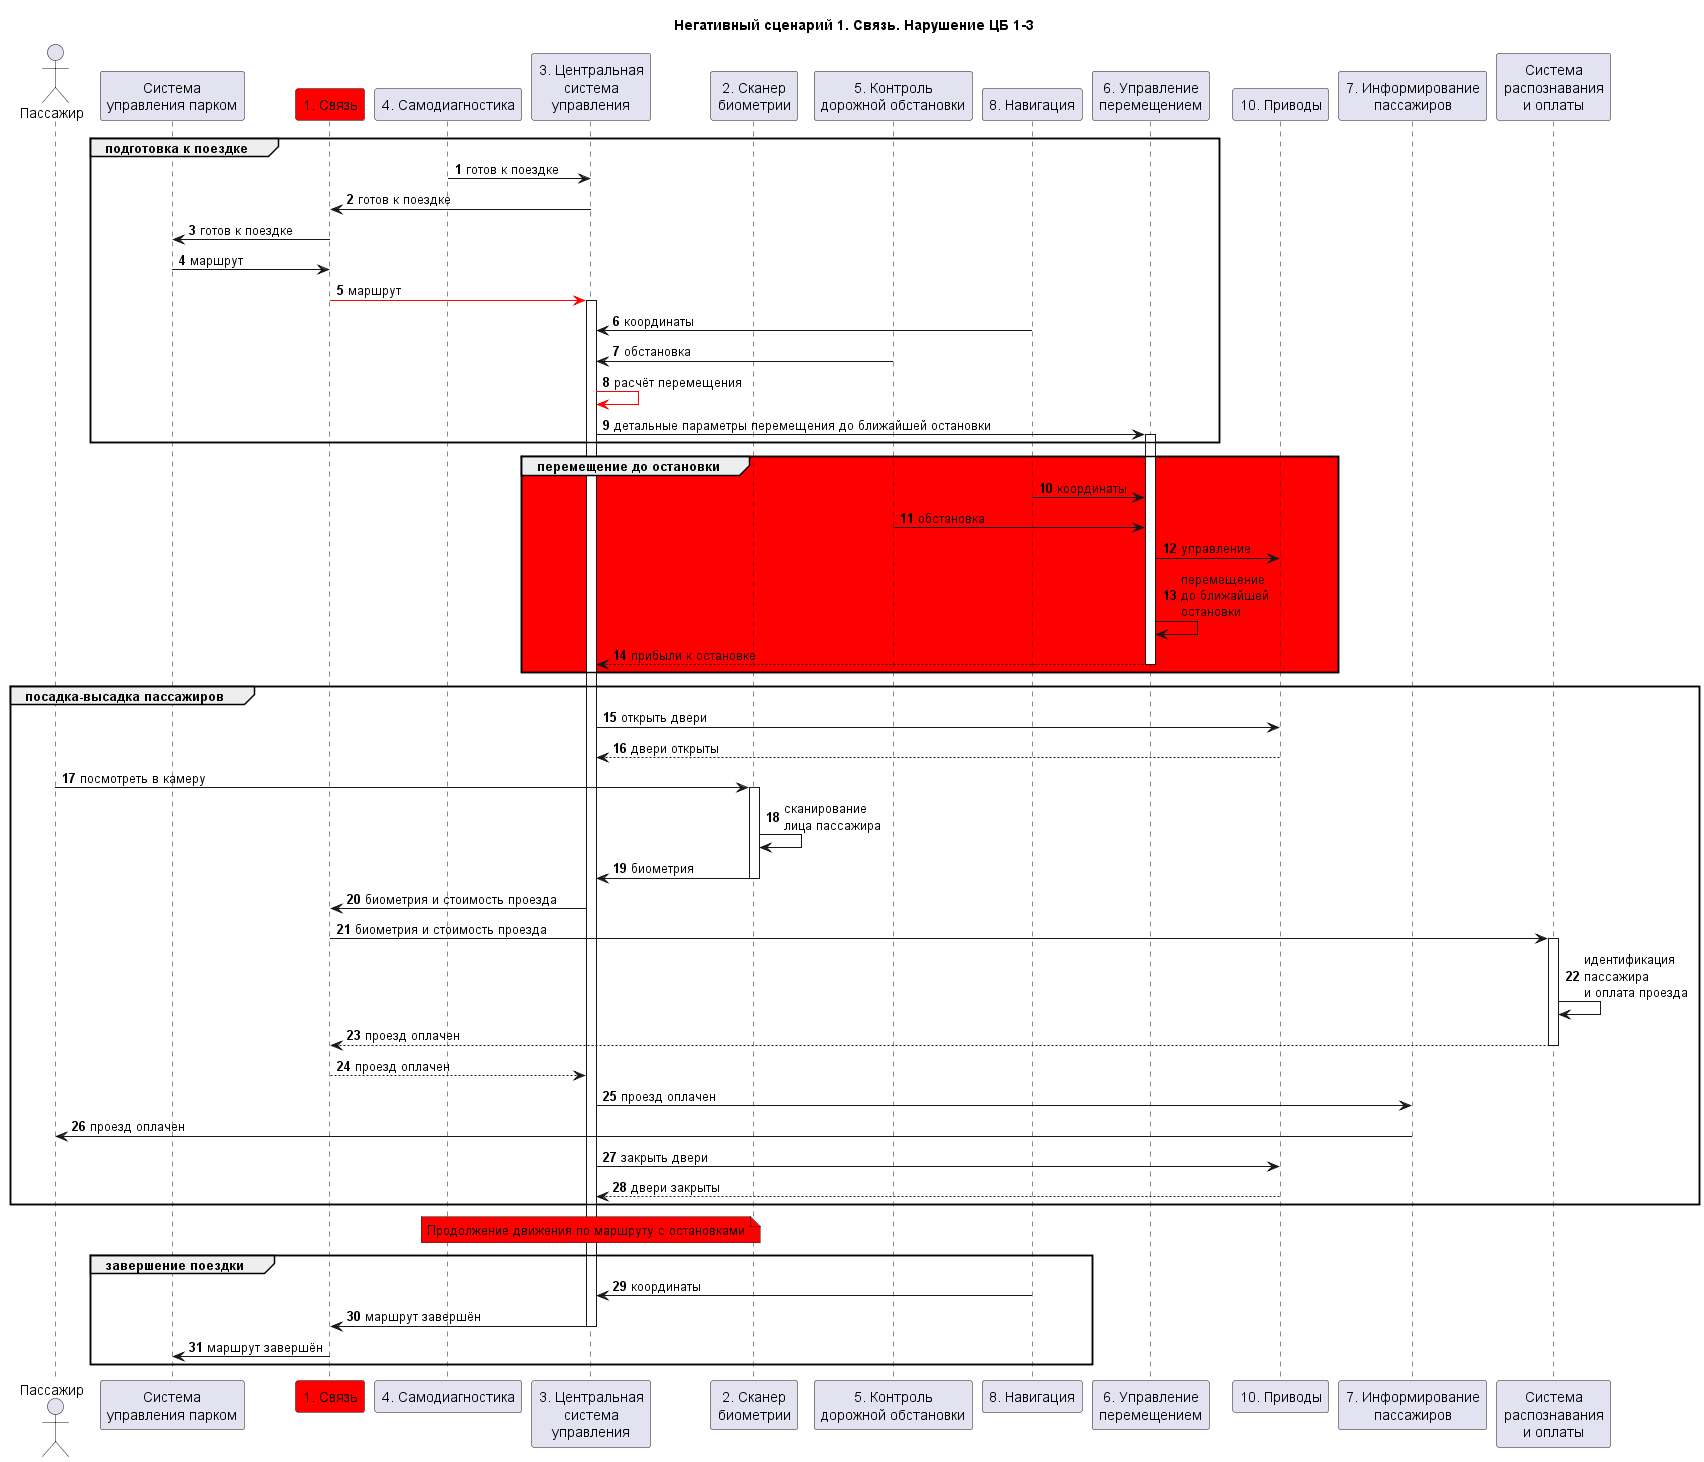 Негативный сценарий 1. Связь. Нарушение ЦБ 1-3
Пассажир
Система
управления парком
1. Связь
4. Самодиагностика
3. Центральная
система
управления
2. Сканер
биометрии
5. Контроль
дорожной обстановки
8. Навигация
6. Управление
перемещением
10. Приводы
7. Информирование
пассажиров
Система
распознавания
и оплаты
подготовка к поездке
1 готов к поездке
2 готов к поездке
3 готов к поездке
4 маршрут
5 маршрут
6 координаты
7 обстановка
8 расчёт перемещения
9 детальные параметры перемещения до ближайшей остановки
перемещение до остановки
10 координаты
11 обстановка
12 управление
перемещение
13 до ближайшей
остановки
14 прибыли к остановке
посадка-высадка пассажиров
15 открыть двери
16 двери открыты
17 посмотреть в камеру
сканирование
18
лица пассажира
19 биометрия
20 биометрия и стоимость проезда
21 биометрия и стоимость проезда
идентификация
22 пассажира
и оплата проезда
23 проезд оплачен
24 проезд оплачен
25 проезд оплачен
26 проезд оплачен
27 закрыть двери
28 двери закрыты
Продолжение движения по маршруту с остановками
завершение поездки
29 координаты
30 маршрут завершён
31 маршрут завершён
Пассажир
Система
управления парком
1. Связь
4. Самодиагностика
3. Центральная
система
управления
2. Сканер
биометрии
5. Контроль
дорожной обстановки
8. Навигация
6. Управление
перемещением
10. Приводы
7. Информирование
пассажиров
Система
распознавания
и оплаты